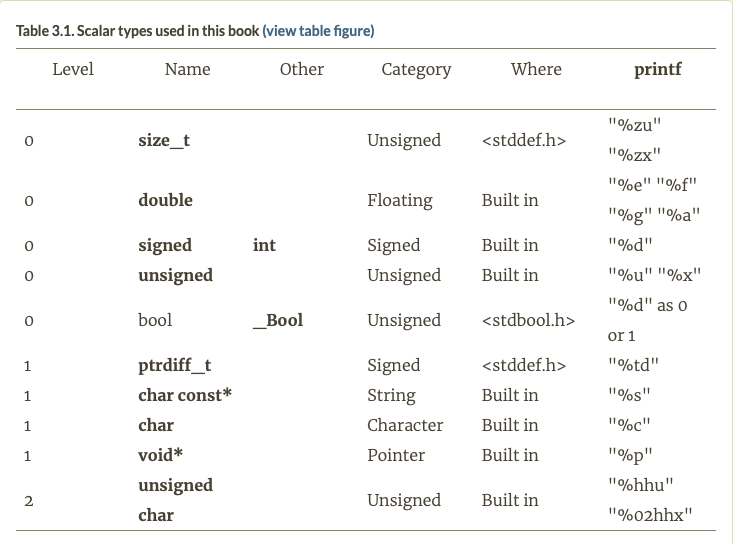 Table 3.1. Scalar types used in this book (view table figure)
Level Name Other Category Where printf
0 size_t Unsigned <stddef.h> "%zu" "%zx"
0 double Floating Built in "%e" "%f" "%g" "%a"
0 signed int Signed Built in "%d"
0 unsigned Unsigned Built in "%u" "%x"
0 bool _Bool Unsigned <stdbool.h> "%d" as 0 or 1
1 ptrdiff_t Signed <stddef.h> "%td"
1 char const* String Built in "%s"
1 char Character Built in "%c"
1 void* Pointer Built in "%p"
2 unsigned char Unsigned Built in "%hhu" "%02hhx"